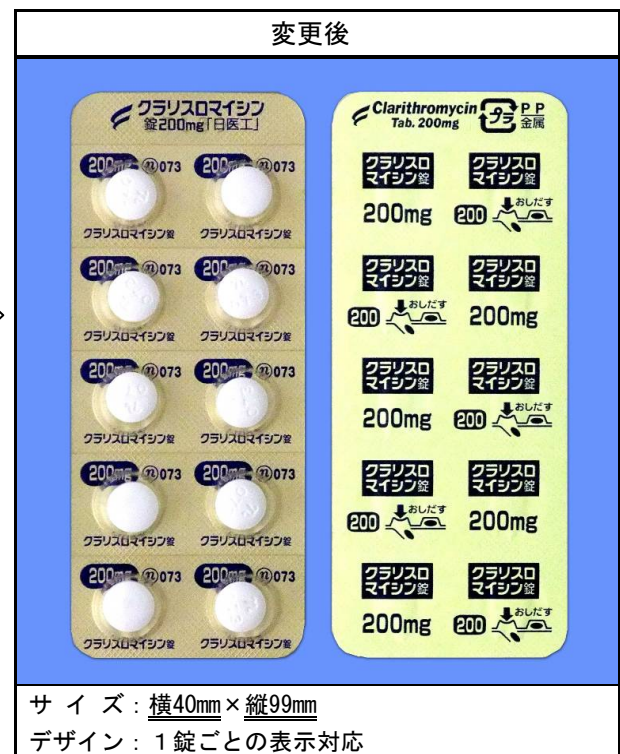 変更後
クラリスロマイシン
錠200mg「日医工」
200mg ⓝ073 200mg ⓝ073
クラリスロマイシン錠 クラリスロマイシン錠
200mg ⓝ073 200mg ⓝ073
クラリスロマイシン錠 クラリスロマイシン錠
200mg ⓝ073 200mg ⓝ073
クラリスロマイシン錠 クラリスロマイシン錠
200mg ⓝ073 200mg ⓝ073
クラリスロマイシン錠 クラリスロマイシン錠
200mg ⓝ073 200mg ⓝ073
クラリスロマイシン錠 クラリスロマイシン錠
Clarithromycin プラ PP
Tab. 200mg 金属
クラリスロ クラリスロ
マイシン錠 マイシン錠
200mg 200 おしだす
クラリスロ クラリスロ
マイシン錠 マイシン錠
200 おしだす 200mg
クラリスロ クラリスロ
マイシン錠 マイシン錠
200mg 200 おしだす
クラリスロ クラリスロ
マイシン錠 マイシン錠
200 おしだす 200mg
クラリスロ クラリスロ
マイシン錠 マイシン錠
200mg 200 おしだす
サイズ：横40mm×縦99mm
デザイン：１錠ごとの表示対応